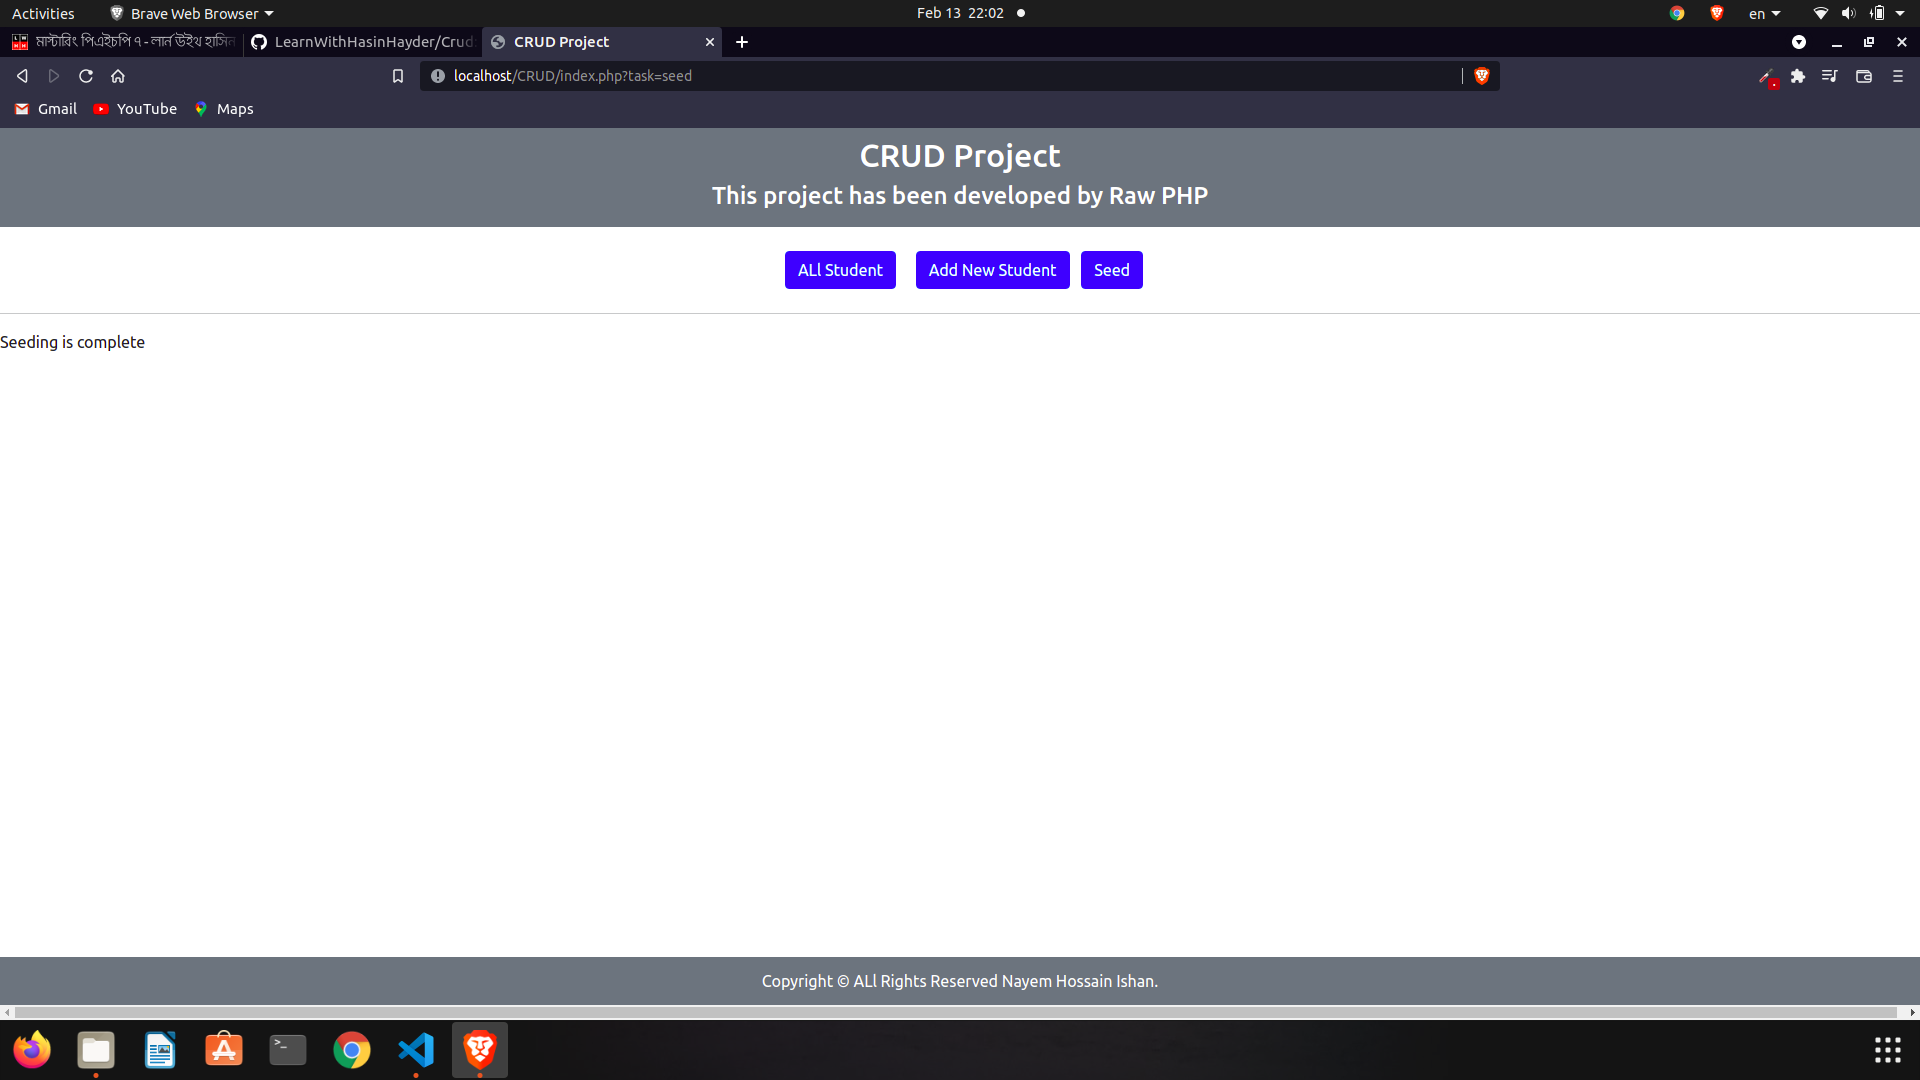 Activities
Brave Web Browser
Feb 13 22:02
en
মাস্টারিং পিএইচপি ৭ - লার্ন উইথ হাসিন
LearnWithHasinHayder/Crud
CRUD Project
localhost/CRUD/index.php?task=seed
Gmail
YouTube
Maps
CRUD Project
This project has been developed by Raw PHP
ALl Student
Add New Student
Seed
Seeding is complete
Copyright © ALl Rights Reserved Nayem Hossain Ishan.